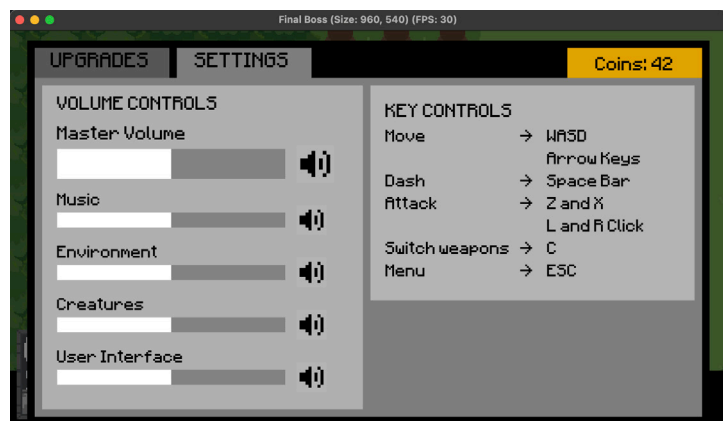 Final Boss (Size: 960, 540) (FPS: 30)
UPGRADES
SETTINGS
Coins: 42
VOLUME CONTROLS
Master Volume
Music
Environment
Creatures
User Interface
KEY CONTROLS
Move → WASD
Arrow Keys
Dash → Space Bar
Attack → Z and X
L and R Click
Switch weapons → C
Menu → ESC